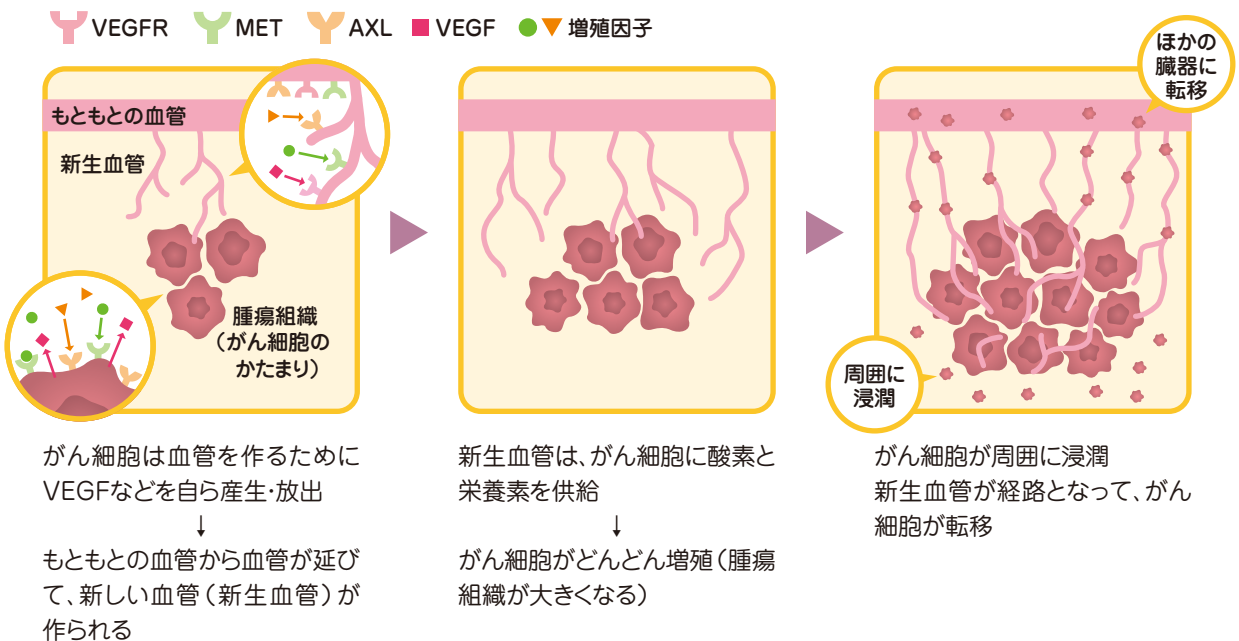 VEGFR MET AXL VEGF 増殖因子
もともとの血管
新生血管
腫瘍組織
（がん細胞の
かたまり）
ほかの
臓器に
転移
周囲に
浸潤
がん細胞は血管を作るために
VEGFなどを自ら産生・放出
↓
もともとの血管から血管が延び
て、新しい血管（新生血管）が
作られる
新生血管は、がん細胞に酸素と
栄養素を供給
↓
がん細胞がどんどん増殖（腫瘍
組織が大きくなる）
がん細胞が周囲に浸潤
新生血管が経路となって、がん
細胞が転移